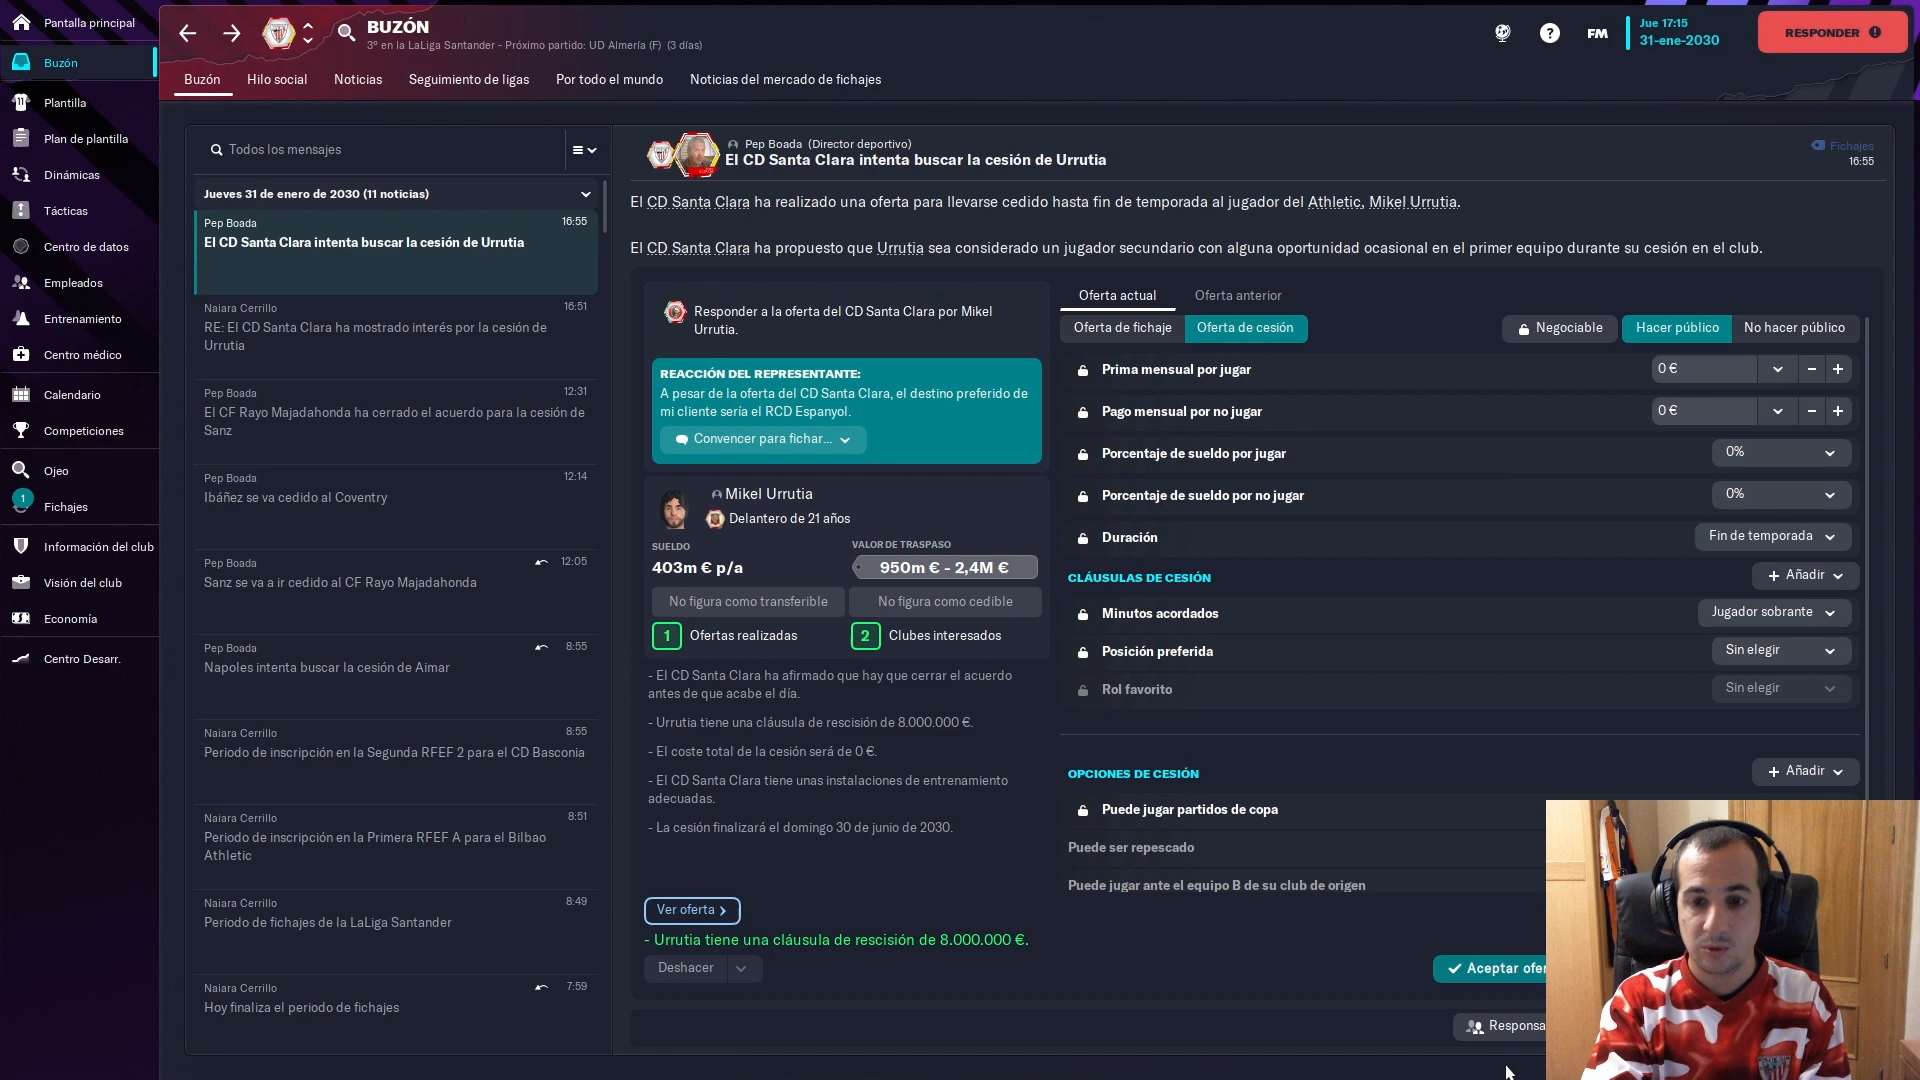 Pantalla principal
Buzón
Plantilla
Plan de plantilla
Dinámicas
Tácticas
Centro de datos
Empleados
Entrenamiento
Centro médico
Calendario
Competiciones
Ojeo
1
Fichajes
Información del club
Visión del club
Economía
Centro Desarr.
BUZÓN
3º en la LaLiga Santander - Próximo partido: UD Almería (F) (3 días)
FM
Jue 17:15
31-ene-2030
RESPONDER
Buzón
Hilo social
Noticias
Seguimiento de ligas
Por todo el mundo
Noticias del mercado de fichajes
Todos los mensajes
Jueves 31 de enero de 2030 (11 noticias)
Pep Boada 16:55
El CD Santa Clara intenta buscar la cesión de Urrutia
Naiara Cerrillo 16:51
RE: El CD Santa Clara ha mostrado interés por la cesión de
Urrutia
Pep Boada 12:31
El CF Rayo Majadahonda ha cerrado el acuerdo para la cesión de
Sanz
Pep Boada 12:14
Ibáñez se va cedido al Coventry
Pep Boada 12:05
Sanz se va a ir cedido al CF Rayo Majadahonda
Pep Boada 8:55
Napoles intenta buscar la cesión de Aimar
Naiara Cerrillo 8:55
Periodo de inscripción en la Segunda RFEF 2 para el CD Basconia
Naiara Cerrillo 8:51
Periodo de inscripción en la Primera RFEF A para el Bilbao
Athletic
Naiara Cerrillo 8:49
Periodo de fichajes de la LaLiga Santander
Naiara Cerrillo 7:59
Hoy finaliza el periodo de fichajes
Pep Boada (Director deportivo)
El CD Santa Clara intenta buscar la cesión de Urrutia
Fichajes
16:55
El CD Santa Clara ha realizado una oferta para llevarse cedido hasta fin de temporada al jugador del Athletic, Mikel Urrutia.
El CD Santa Clara ha propuesto que Urrutia sea considerado un jugador secundario con alguna oportunidad ocasional en el primer equipo durante su cesión en el club.
Responder a la oferta del CD Santa Clara por Mikel
Urrutia.
REACCIÓN DEL REPRESENTANTE:
A pesar de la oferta del CD Santa Clara, el destino preferido de
mi cliente sería el RCD Espanyol.
Convencer para fichar...
Mikel Urrutia
Delantero de 21 años
SUELDO
403m € p/a
VALOR DE TRASPASO
950m € - 2,4M €
No figura como transferible
No figura como cedible
1 Ofertas realizadas
2 Clubes interesados
- El CD Santa Clara ha afirmado que hay que cerrar el acuerdo
antes de que acabe el día.
- Urrutia tiene una cláusula de rescisión de 8.000.000 €.
- El coste total de la cesión será de 0 €.
- El CD Santa Clara tiene unas instalaciones de entrenamiento
adecuadas.
- La cesión finalizará el domingo 30 de junio de 2030.
Ver oferta
- Urrutia tiene una cláusula de rescisión de 8.000.000 €.
Deshacer
Oferta actual
Oferta anterior
Oferta de fichaje
Oferta de cesión
Negociable
Hacer público
No hacer público
Prima mensual por jugar 0 €
Pago mensual por no jugar 0 €
Porcentaje de sueldo por jugar 0%
Porcentaje de sueldo por no jugar 0%
Duración Fin de temporada
CLÁUSULAS DE CESIÓN Añadir
Minutos acordados Jugador sobrante
Posición preferida Sin elegir
Rol favorito Sin elegir
OPCIONES DE CESIÓN Añadir
Puede jugar partidos de copa
Puede ser repescado
Puede jugar ante el equipo B de su club de origen
Aceptar ofer
Responsa